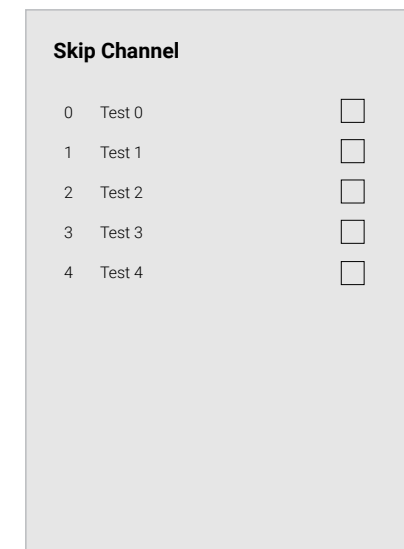 Skip Channel
0 Test 0
1 Test 1
2 Test 2
3 Test 3
4 Test 4